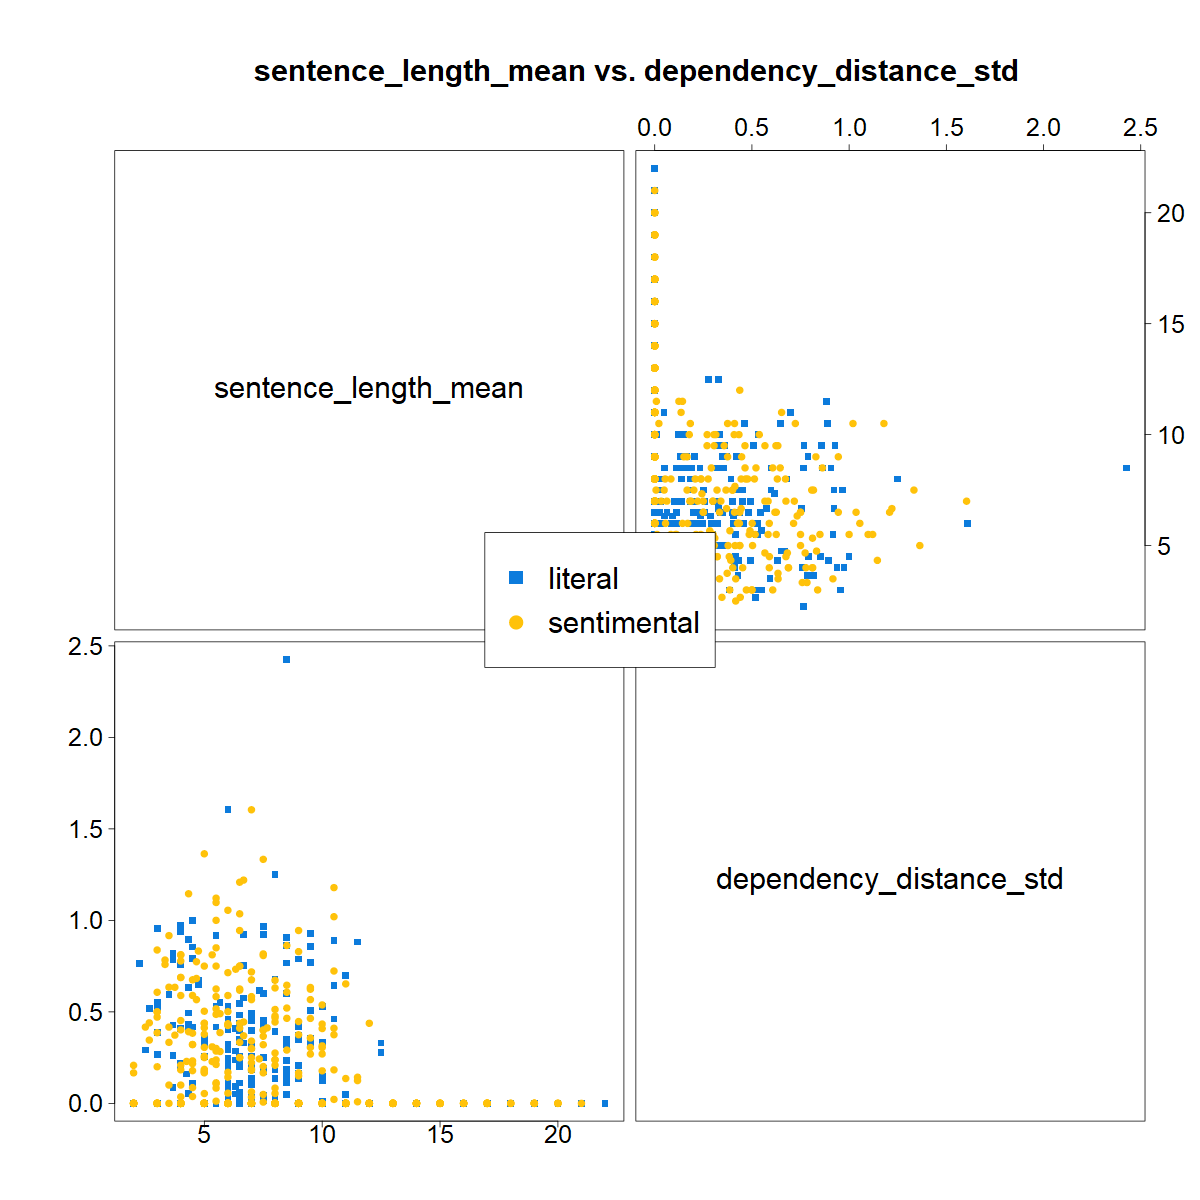 sentence_length_mean vs. dependency_distance_std
0.0 0.5 1.0 1.5 2.0 2.5
sentence_length_mean
20
15
10
5
literal
sentimental
2.5
2.0
1.5
1.0
0.5
0.0
dependency_distance_std
5 10 15 20